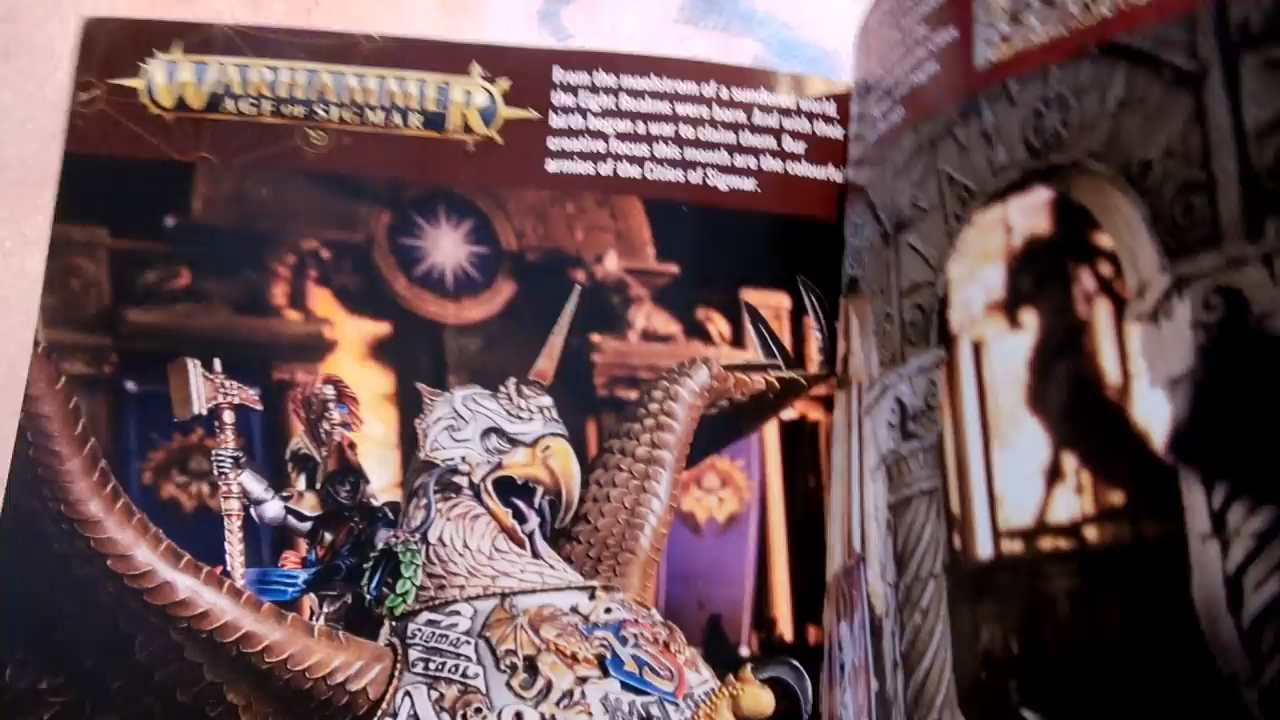 WARHAMMER
AGE OF SIGMAR
From the maelstrom of a sundered world,
the Eight Realms were born. And with their
birth began a war to claim them. Our
creative focus this month are the colourful
armies of the Cities of Sigmar.
SIGMAR